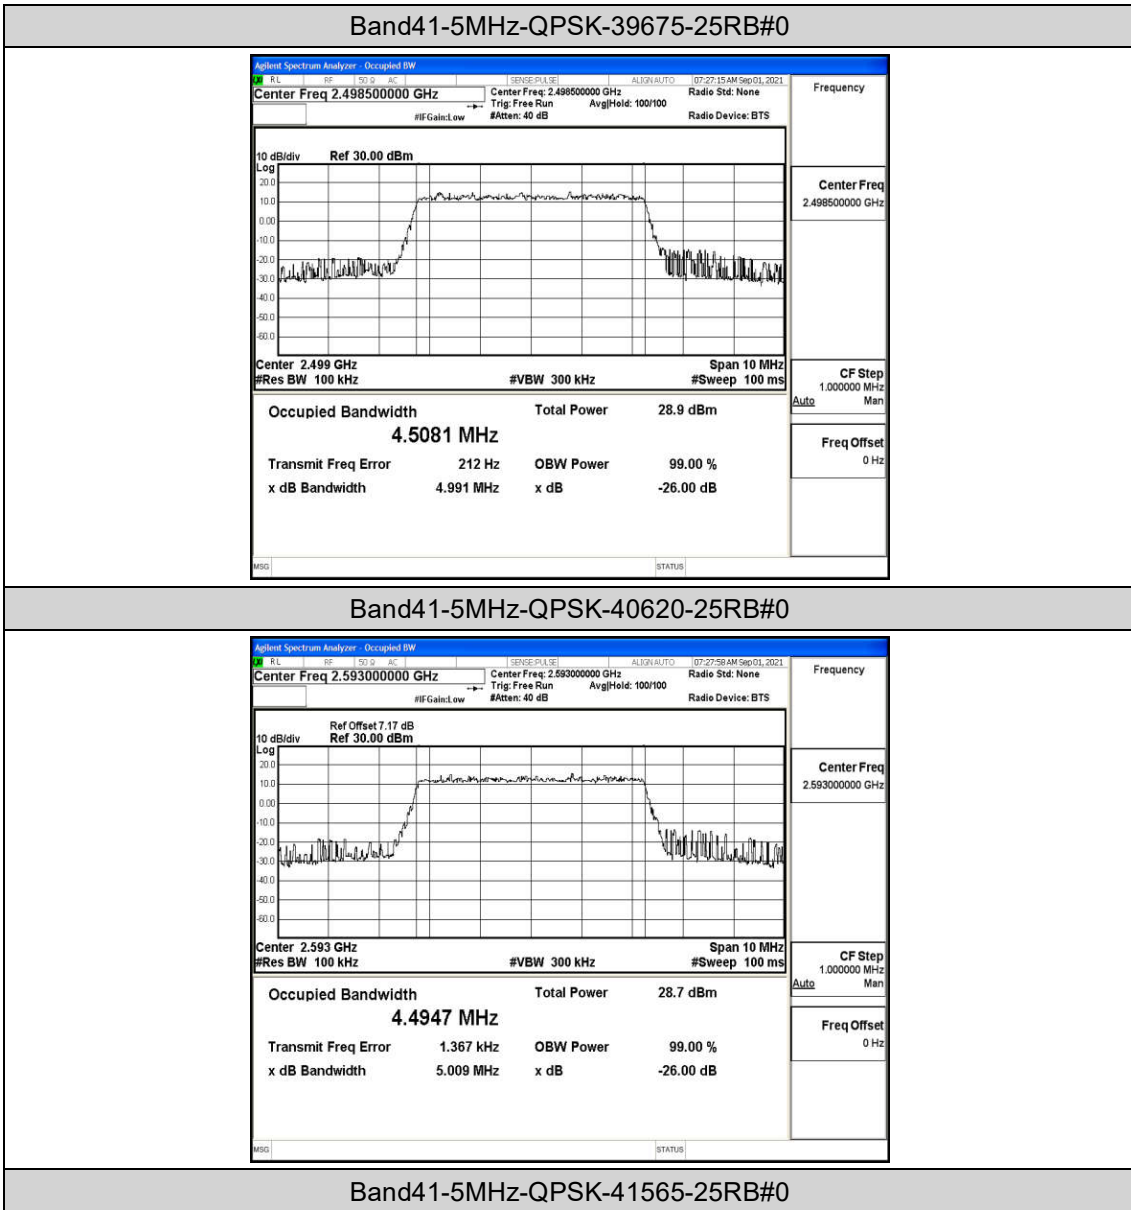 Band41-5MHz-QPSK-39675-25RB#0
Agilent Spectrum Analyzer - Occupied BW
RL RF 50 Ω AC SENSE:PULSE ALIGN AUTO 07:27:15 AM Sep 01, 2021
Center Freq 2.498500000 GHz
Center Freq: 2.498500000 GHz Radio Std: None
Trig: Free Run Avg|Hold: 100/100
#IFGain:Low #Atten: 40 dB Radio Device: BTS
Frequency
10 dB/div Ref 30.00 dBm
Log
20.0
10.0
0.00
-10.0
-20.0
-30.0
-40.0
-50.0
-60.0
Center Freq
2.498500000 GHz
Center 2.499 GHz Span 10 MHz
#Res BW 100 kHz #VBW 300 kHz #Sweep 100 ms
CF Step
1.000000 MHz
Auto Man
Occupied Bandwidth Total Power 28.9 dBm
4.5081 MHz
Transmit Freq Error 212 Hz OBW Power 99.00 %
x dB Bandwidth 4.991 MHz x dB -26.00 dB
Freq Offset
0 Hz
MSG STATUS
Band41-5MHz-QPSK-40620-25RB#0
Agilent Spectrum Analyzer - Occupied BW
RL RF 50 Ω AC SENSE:PULSE ALIGN AUTO 07:27:58 AM Sep 01, 2021
Center Freq 2.593000000 GHz
Center Freq: 2.593000000 GHz Radio Std: None
Trig: Free Run Avg|Hold: 100/100
#IFGain:Low #Atten: 40 dB Radio Device: BTS
Frequency
Ref Offset 7.17 dB
10 dB/div Ref 30.00 dBm
Log
20.0
10.0
0.00
-10.0
-20.0
-30.0
-40.0
-50.0
-60.0
Center Freq
2.593000000 GHz
Center 2.593 GHz Span 10 MHz
#Res BW 100 kHz #VBW 300 kHz #Sweep 100 ms
CF Step
1.000000 MHz
Auto Man
Occupied Bandwidth Total Power 28.7 dBm
4.4947 MHz
Transmit Freq Error 1.367 kHz OBW Power 99.00 %
x dB Bandwidth 5.009 MHz x dB -26.00 dB
Freq Offset
0 Hz
MSG STATUS
Band41-5MHz-QPSK-41565-25RB#0